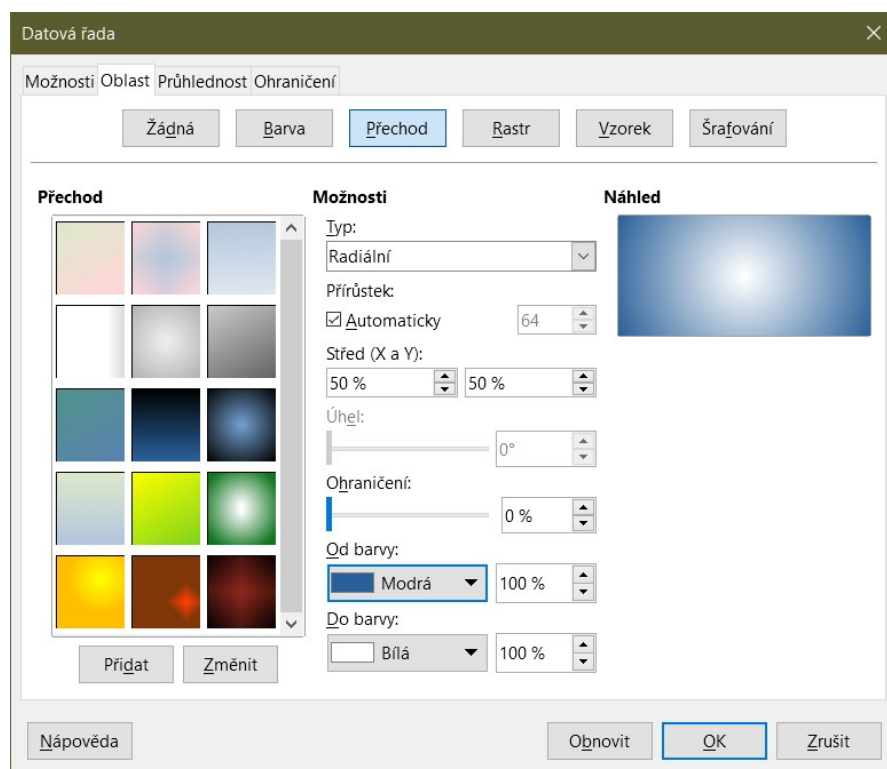 Datová řada
Možnosti Oblast Průhlednost Ohraničení
Žádná Barva Přechod Rastr Vzorek Šrafování
Přechod
Přidat Změnit
Možnosti
Typ:
Radiální
Přírůstek:
Automaticky 64
Střed (X a Y):
50 % 50 %
Úhel:
0°
Ohraničení:
0 %
Od barvy:
Modrá 100 %
Do barvy:
Bílá 100 %
Náhled
Nápověda Obnovit OK Zrušit